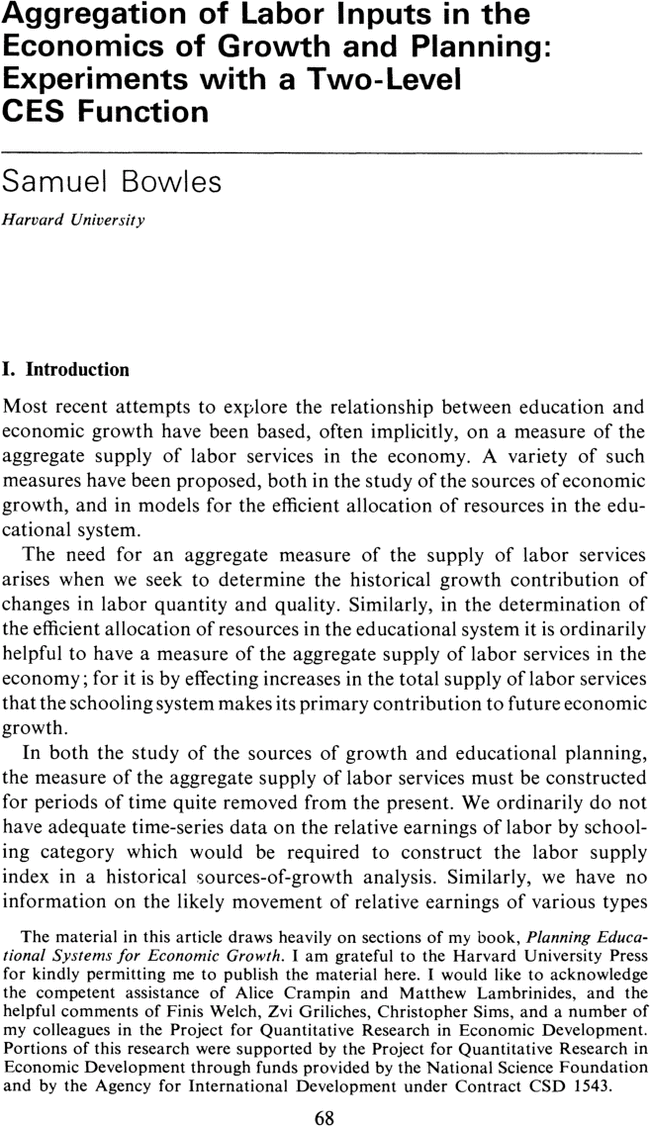 Aggregation of Labor Inputs in the
Economics of Growth and Planning:
Experiments with a Two-Level
CES Function
Samuel Bowles
Harvard University
I. Introduction
Most recent attempts to explore the relationship between education and
economic growth have been based, often implicitly, on a measure of the
aggregate supply of labor services in the economy. A variety of such
measures have been proposed, both in the study of the sources of economic
growth, and in models for the efficient allocation of resources in the edu-
cational system.
The need for an aggregate measure of the supply of labor services
arises when we seek to determine the historical growth contribution of
changes in labor quantity and quality. Similarly, in the determination of
the efficient allocation of resources in the educational system it is ordinarily
helpful to have a measure of the aggregate supply of labor services in the
economy; for it is by effecting increases in the total supply of labor services
that the schooling system makes its primary contribution to future economic
growth.
In both the study of the sources of growth and educational planning,
the measure of the aggregate supply of labor services must be constructed
for periods of time quite removed from the present. We ordinarily do not
have adequate time-series data on the relative earnings of labor by school-
ing category which would be required to construct the labor supply
index in a historical sources-of-growth analysis. Similarly, we have no
information on the likely movement of relative earnings of various types
The material in this article draws heavily on sections of my book, Planning Educa-
tional Systems for Economic Growth. I am grateful to the Harvard University Press
for kindly permitting me to publish the material here. I would like to acknowledge
the competent assistance of Alice Crampin and Matthew Lambrinides, and the
helpful comments of Finis Welch, Zvi Griliches, Christopher Sims, and a number of
my colleagues in the Project for Quantitative Research in Economic Development.
Portions of this research were supported by the Project for Quantitative Research in
Economic Development through funds provided by the National Science Foundation
and by the Agency for International Development under Contract CSD 1543.
68